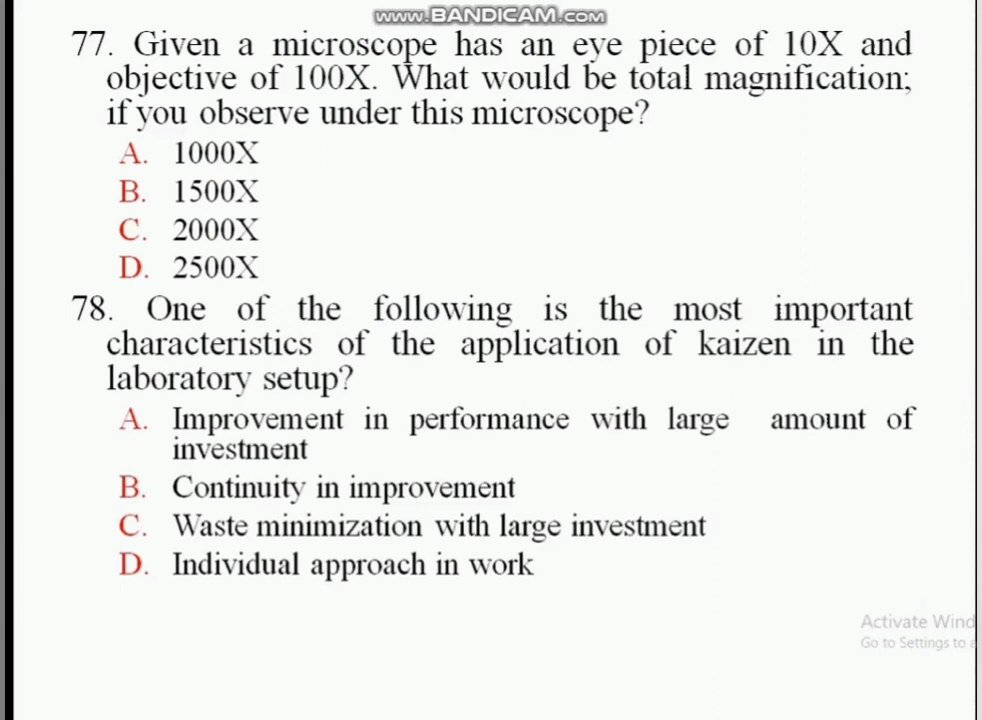 www.BANDICAM.com
77. Given a microscope has an eye piece of 10X and
objective of 100X. What would be total magnification;
if you observe under this microscope?
A. 1000X
B. 1500X
C. 2000X
D. 2500X
78. One of the following is the most important
characteristics of the application of kaizen in the
laboratory setup?
A. Improvement in performance with large amount of
investment
B. Continuity in improvement
C. Waste minimization with large investment
D. Individual approach in work
Activate Wind
Go to Settings to a